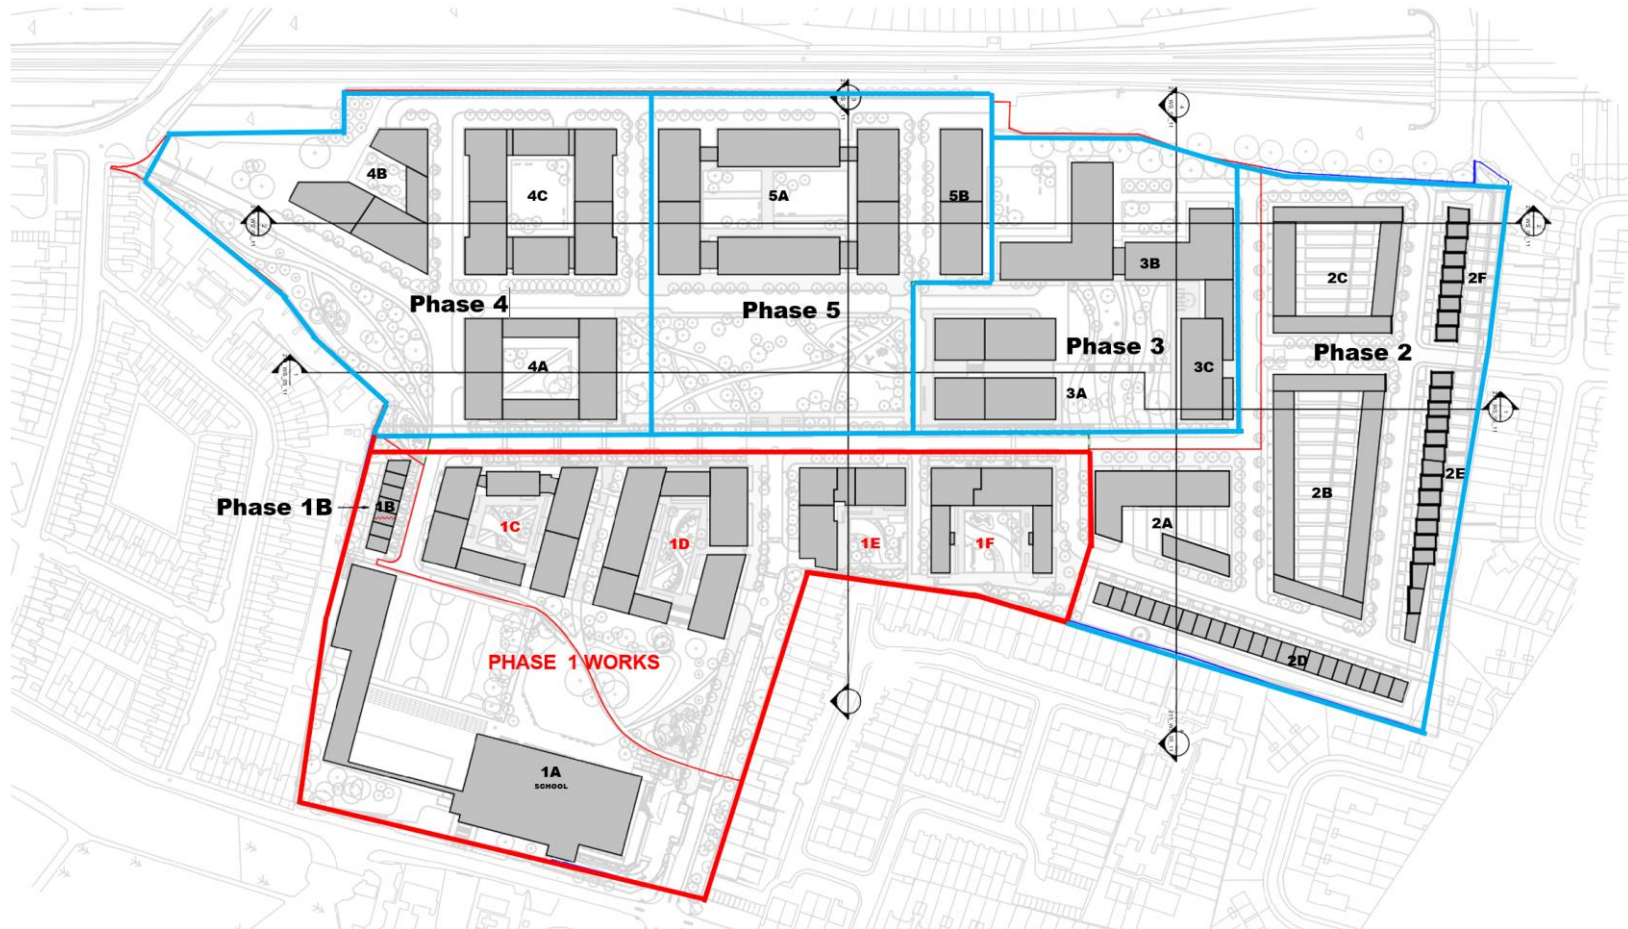 4B
4C
5A
5B
3B
2C
2F
Phase 4
Phase 5
Phase 3
Phase 2
4A
3A
3C
2E
2B
Phase 1B
1B
1C
1D
1E
1F
2A
PHASE 1 WORKS
2D
1A
SCHOOL